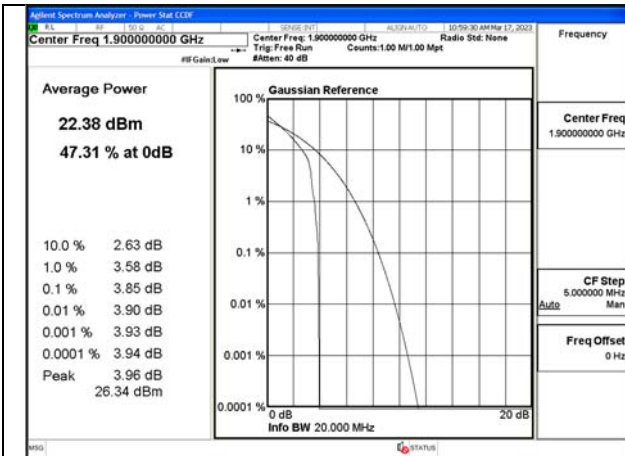 Agilent Spectrum Analyzer - Power Stat CCDF
RL RF 50 Ω AC SENSE:INT ALIGN AUTO 10:59:30 AM Mar 17, 2023
Center Freq 1.900000000 GHz
Center Freq: 1.900000000 GHz Radio Std: None
Trig: Free Run Counts:1.00 M/1.00 Mpt
#IFGain:Low #Atten: 40 dB
Frequency
Average Power
22.38 dBm
47.31 % at 0dB
10.0 % 2.63 dB
1.0 % 3.58 dB
0.1 % 3.85 dB
0.01 % 3.90 dB
0.001 % 3.93 dB
0.0001 % 3.94 dB
Peak 3.96 dB
26.34 dBm
Gaussian Reference
100 %
10 %
1 %
0.1 %
0.01 %
0.001 %
0.0001 %
0 dB 20 dB
Info BW 20.000 MHz
Center Freq
1.900000000 GHz
CF Step
5.000000 MHz
Auto Man
Freq Offset
0 Hz
MSG STATUS